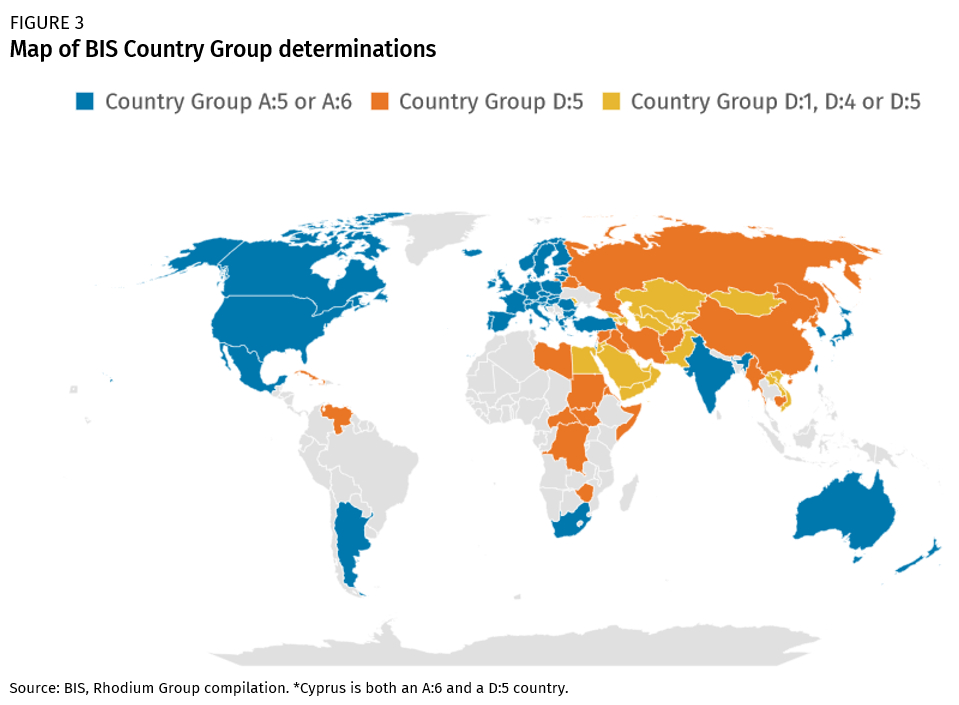 FIGURE 3
Map of BIS Country Group determinations
Country Group A:5 or A:6 Country Group D:5 Country Group D:1, D:4 or D:5
Source: BIS, Rhodium Group compilation. *Cyprus is both an A:6 and a D:5 country.